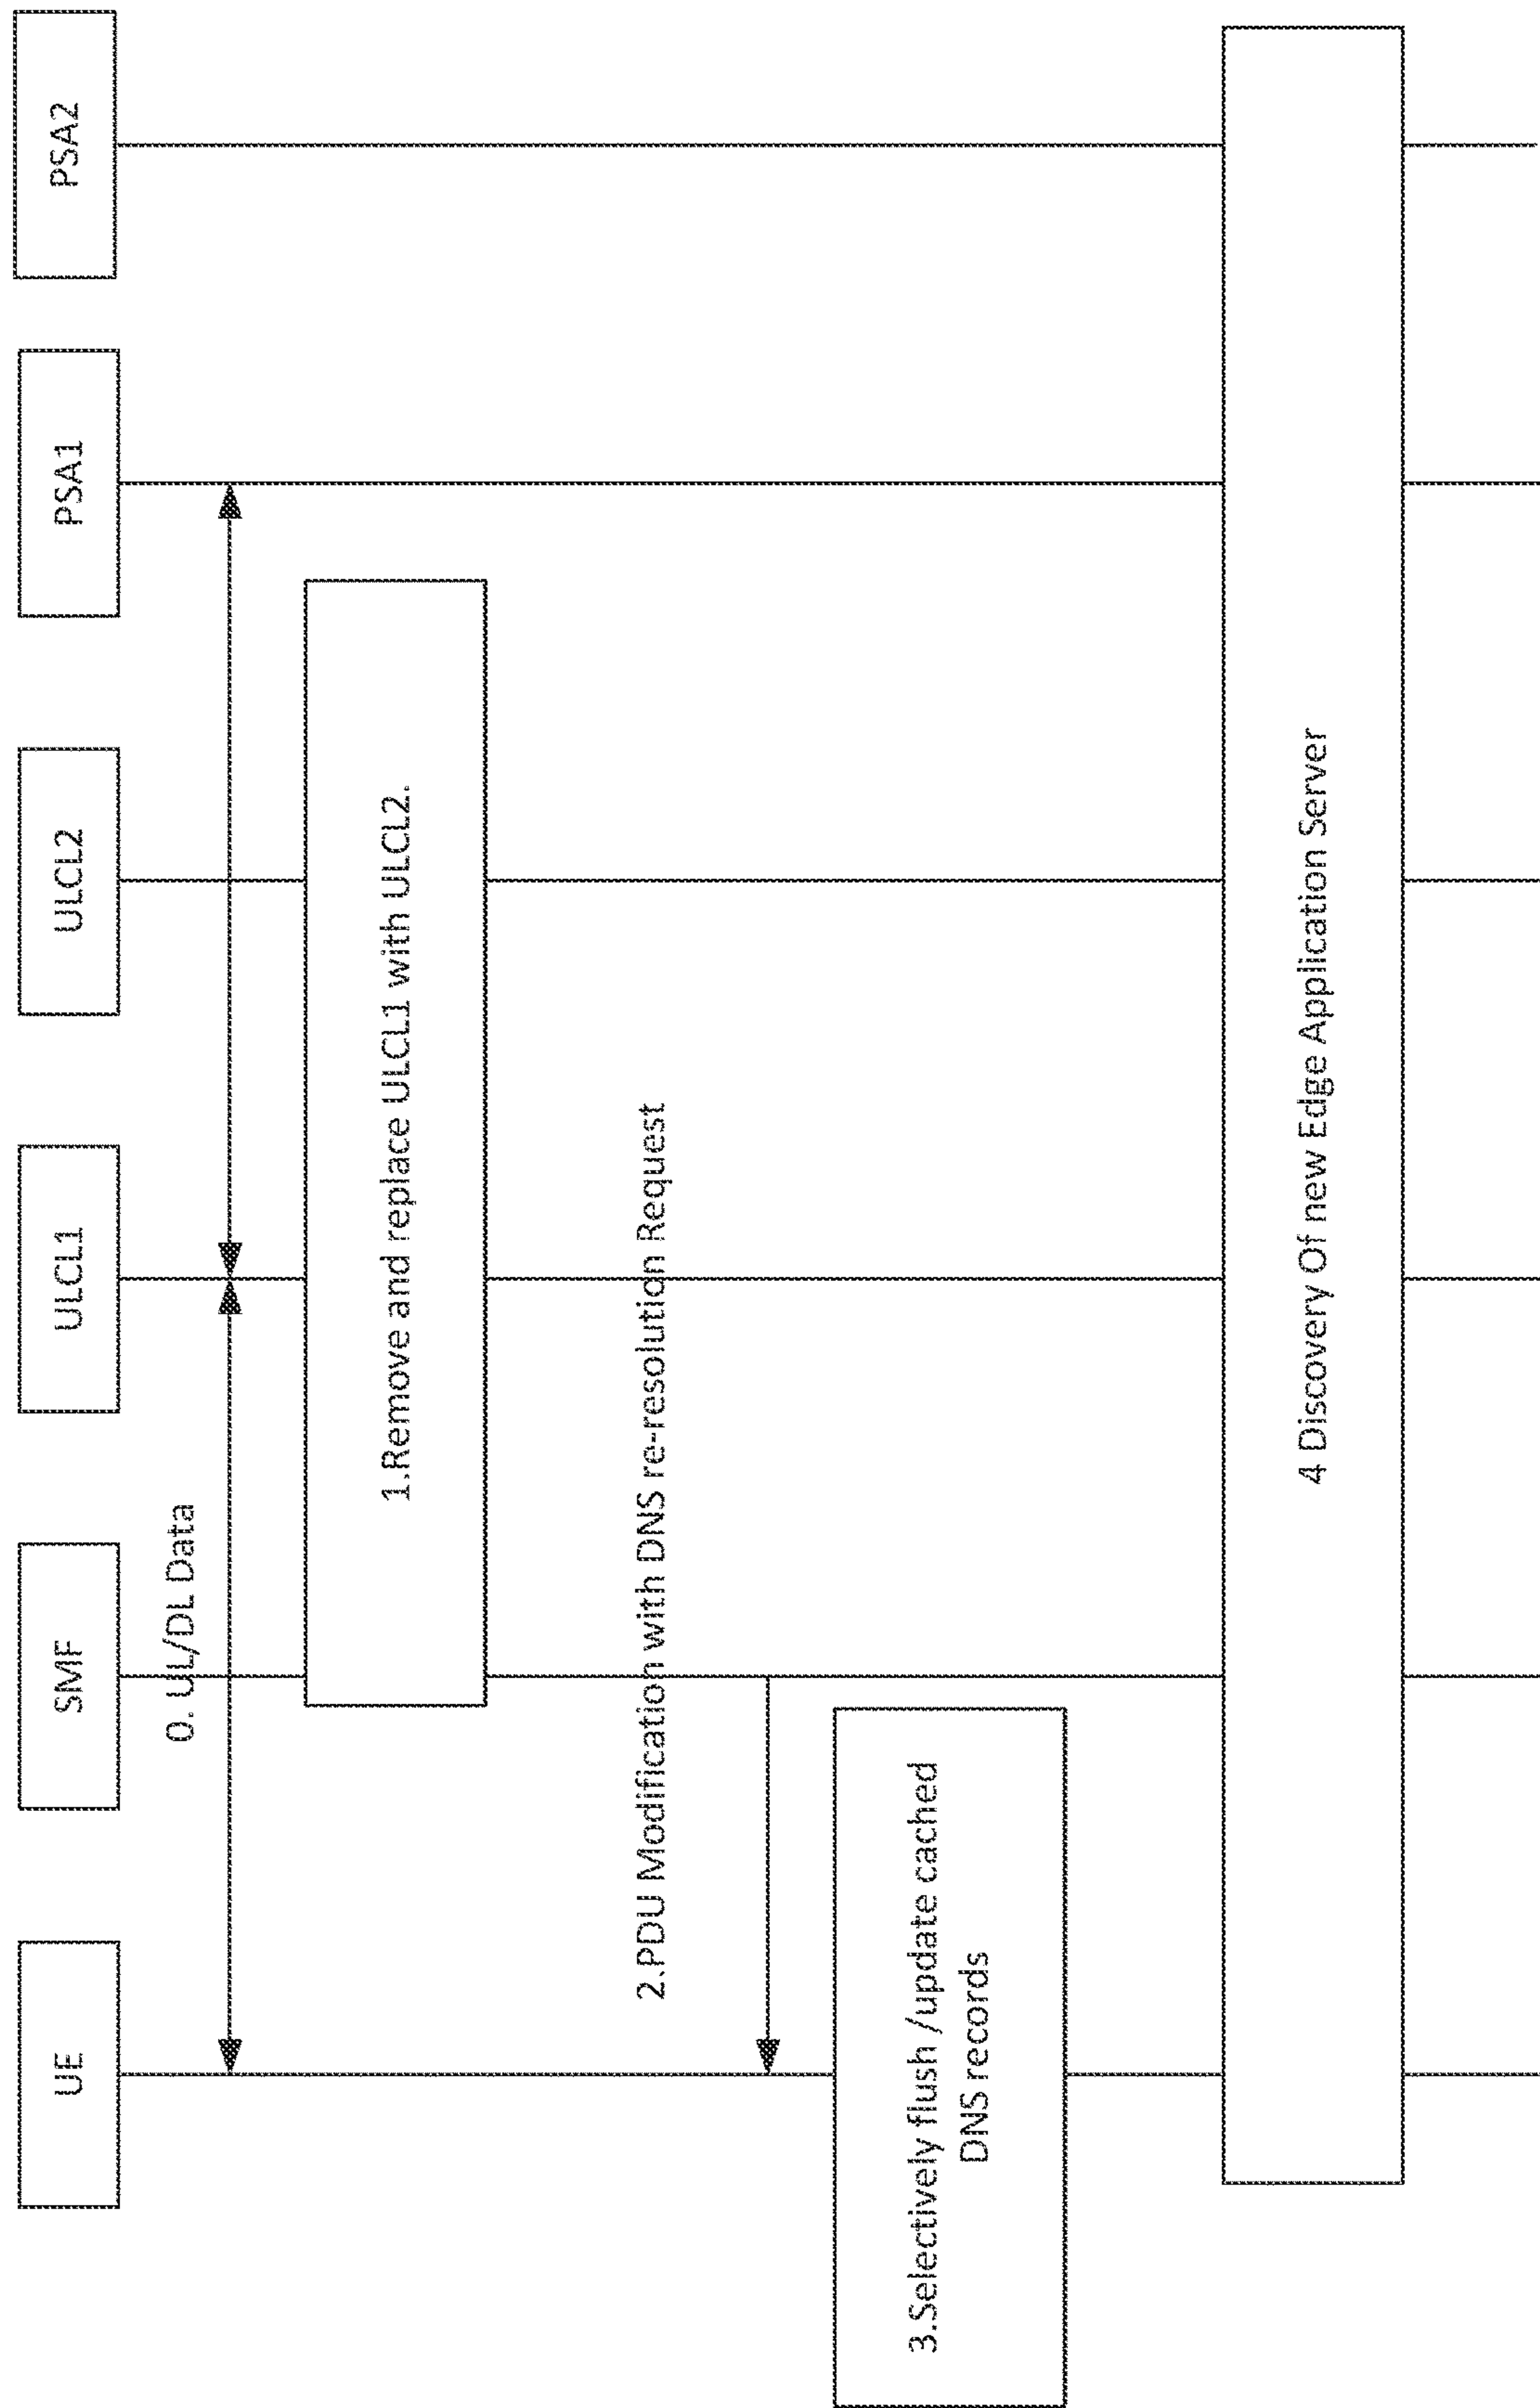 UE
SMF
ULCL1
ULCL2
PSA1
PSA2
0. UL/DL Data
1.Remove and replace ULCL1 with ULCL2.
2.PDU Modification with DNS re-resolution Request
3.Selectively flush /update cached
DNS records
4 Discovery Of new Edge Application Server